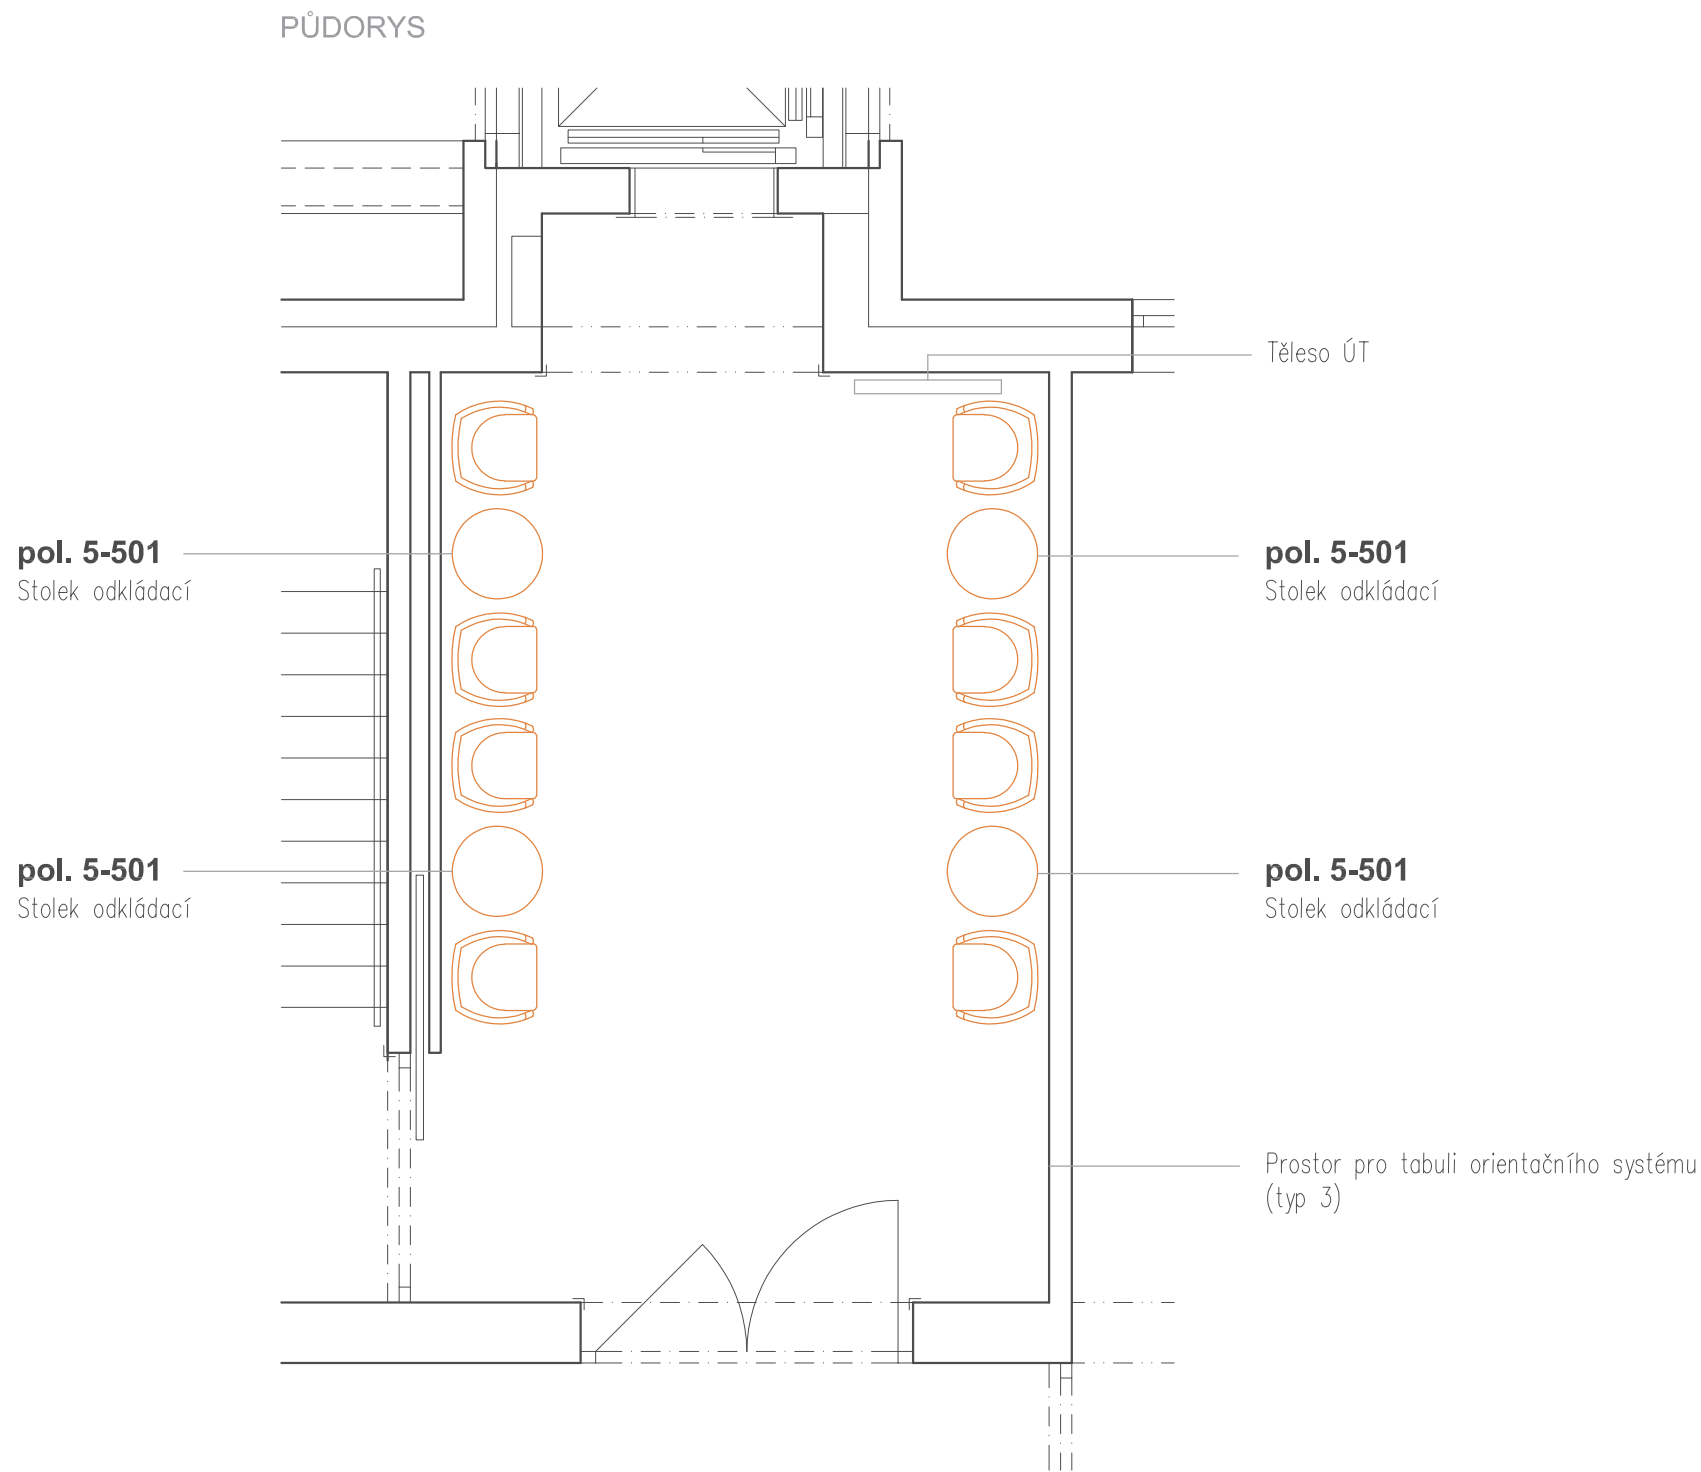 PŮDORYS
Těleso ÚT
pol. 5-501
Stolek odkládací
pol. 5-501
Stolek odkládací
pol. 5-501
Stolek odkládací
pol. 5-501
Stolek odkládací
Prostor pro tabuli orientačního systému
(typ 3)